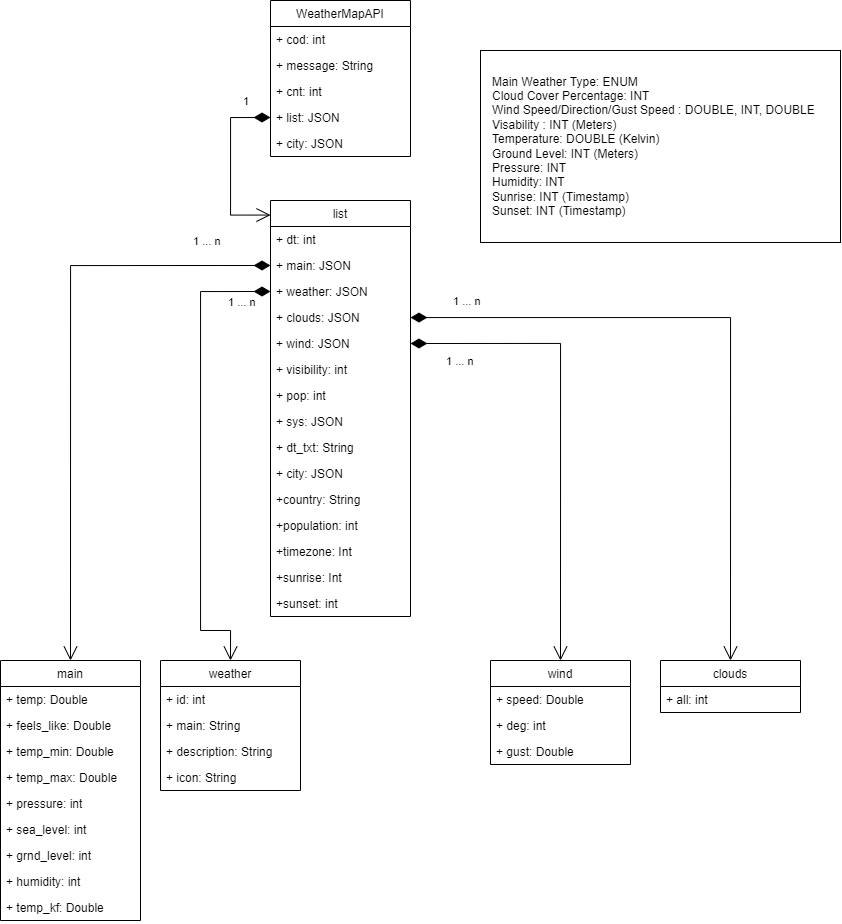 WeatherMapAPI
+ cod: int
+ message: String
+ cnt: int
+ list: JSON
+ city: JSON
1
Main Weather Type: ENUM
Cloud Cover Percentage: INT
Wind Speed/Direction/Gust Speed : DOUBLE, INT, DOUBLE
Visability : INT (Meters)
Temperature: DOUBLE (Kelvin)
Ground Level: INT (Meters)
Pressure: INT
Humidity: INT
Sunrise: INT (Timestamp)
Sunset: INT (Timestamp)
list
+ dt: int
+ main: JSON
+ weather: JSON
+ clouds: JSON
+ wind: JSON
+ visibility: int
+ pop: int
+ sys: JSON
+ dt_txt: String
+ city: JSON
+country: String
+population: int
+timezone: Int
+sunrise: Int
+sunset: int
1 ... n
1 ... n
1 ... n
1 ... n
main
+ temp: Double
+ feels_like: Double
+ temp_min: Double
+ temp_max: Double
+ pressure: int
+ sea_level: int
+ grnd_level: int
+ humidity: int
+ temp_kf: Double
weather
+ id: int
+ main: String
+ description: String
+ icon: String
wind
+ speed: Double
+ deg: int
+ gust: Double
clouds
+ all: int